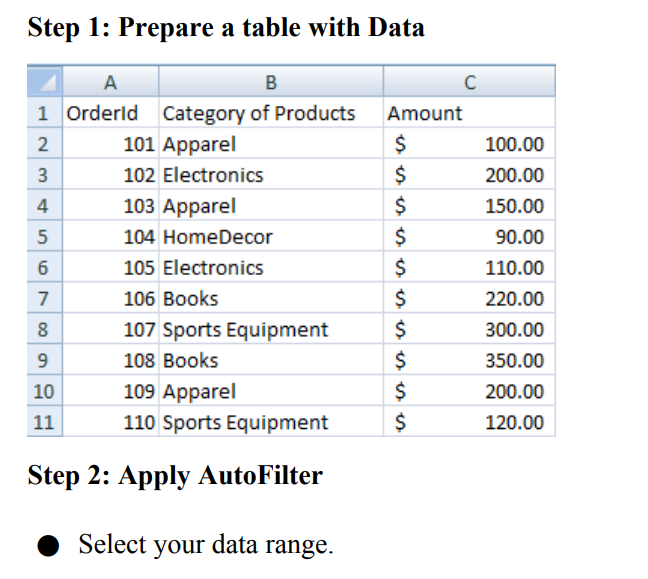 Step 1: Prepare a table with Data
A B C
1 OrderId Category of Products Amount
2 101 Apparel $ 100.00
3 102 Electronics $ 200.00
4 103 Apparel $ 150.00
5 104 HomeDecor $ 90.00
6 105 Electronics $ 110.00
7 106 Books $ 220.00
8 107 Sports Equipment $ 300.00
9 108 Books $ 350.00
10 109 Apparel $ 200.00
11 110 Sports Equipment $ 120.00
Step 2: Apply AutoFilter
● Select your data range.